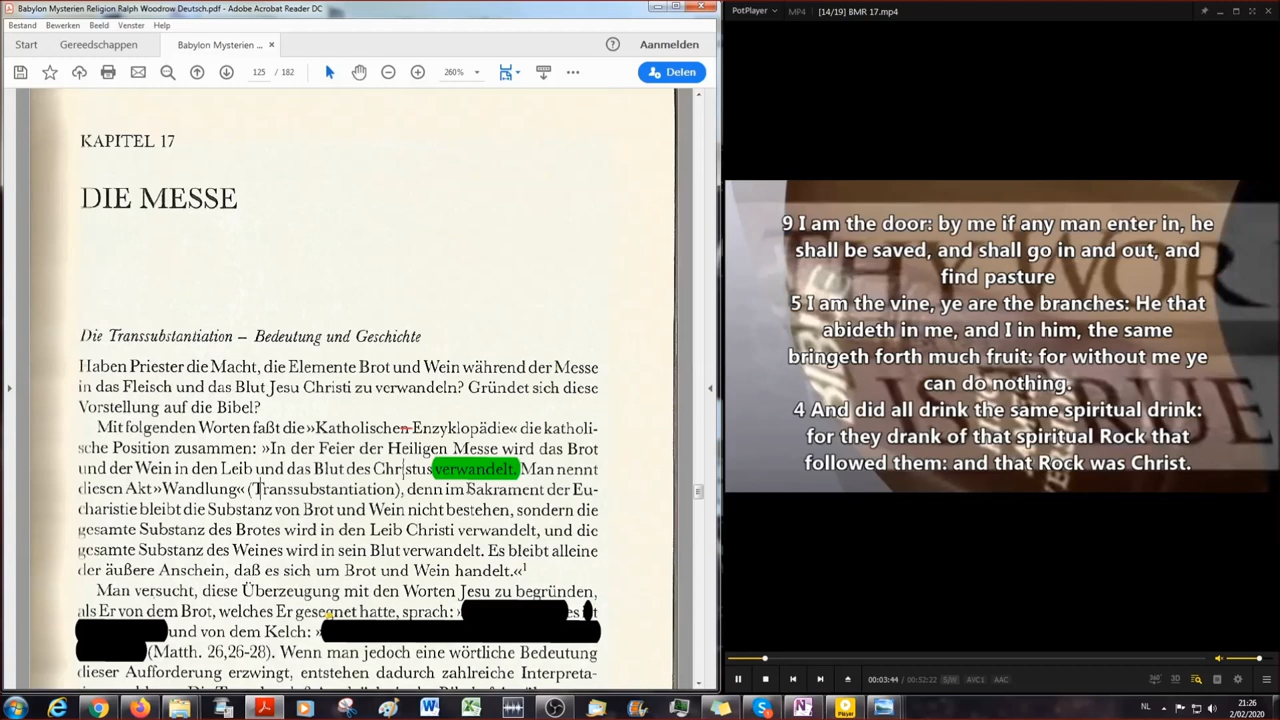 Babylon Mysterien Religion Ralph Woodrow Deutsch.pdf - Adobe Acrobat Reader DC
Bestand Bewerken Beeld Venster Help
Start Gereedschappen Babylon Mysterien ... × Aanmelden
125 / 182 260% Delen
KAPITEL 17
DIE MESSE
Die Transsubstantiation – Bedeutung und Geschichte
Haben Priester die Macht, die Elemente Brot und Wein während der Messe
in das Fleisch und das Blut Jesu Christi zu verwandeln? Gründet sich diese
Vorstellung auf die Bibel?
Mit folgenden Worten faßt die »Katholischen Enzyklopädie« die katholi-
sche Position zusammen: »In der Feier der Heiligen Messe wird das Brot
und der Wein in den Leib und das Blut des Christus verwandelt. Man nennt
diesen Akt »Wandlung« (Transsubstantiation), denn im Sakrament der Eu-
charistie bleibt die Substanz von Brot und Wein nicht bestehen, sondern die
gesamte Substanz des Brotes wird in den Leib Christi verwandelt, und die
gesamte Substanz des Weines wird in sein Blut verwandelt. Es bleibt alleine
der äußere Anschein, daß es sich um Brot und Wein handelt.«1
Man versucht, diese Überzeugung mit den Worten Jesu zu begründen,
als Er von dem Brot, welches Er gesegnet hatte, sprach: ›
und von dem Kelch: »
(Matth. 26,26-28). Wenn man jedoch eine wörtliche Bedeutung
dieser Aufforderung erzwingt, entstehen dadurch zahlreiche Interpreta-
PotPlayer MP4 [14/19] BMR 17.mp4
9 I am the door: by me if any man enter in, he
shall be saved, and shall go in and out, and
find pasture
5 I am the vine, ye are the branches: He that
abideth in me, and I in him, the same
bringeth forth much fruit: for without me ye
can do nothing.
4 And did all drink the same spiritual drink:
for they drank of that spiritual Rock that
followed them: and that Rock was Christ.
00:03:44 / 00:52:22 S/W AVC1 AAC
360° 3D
NL 21:26
2/02/2020